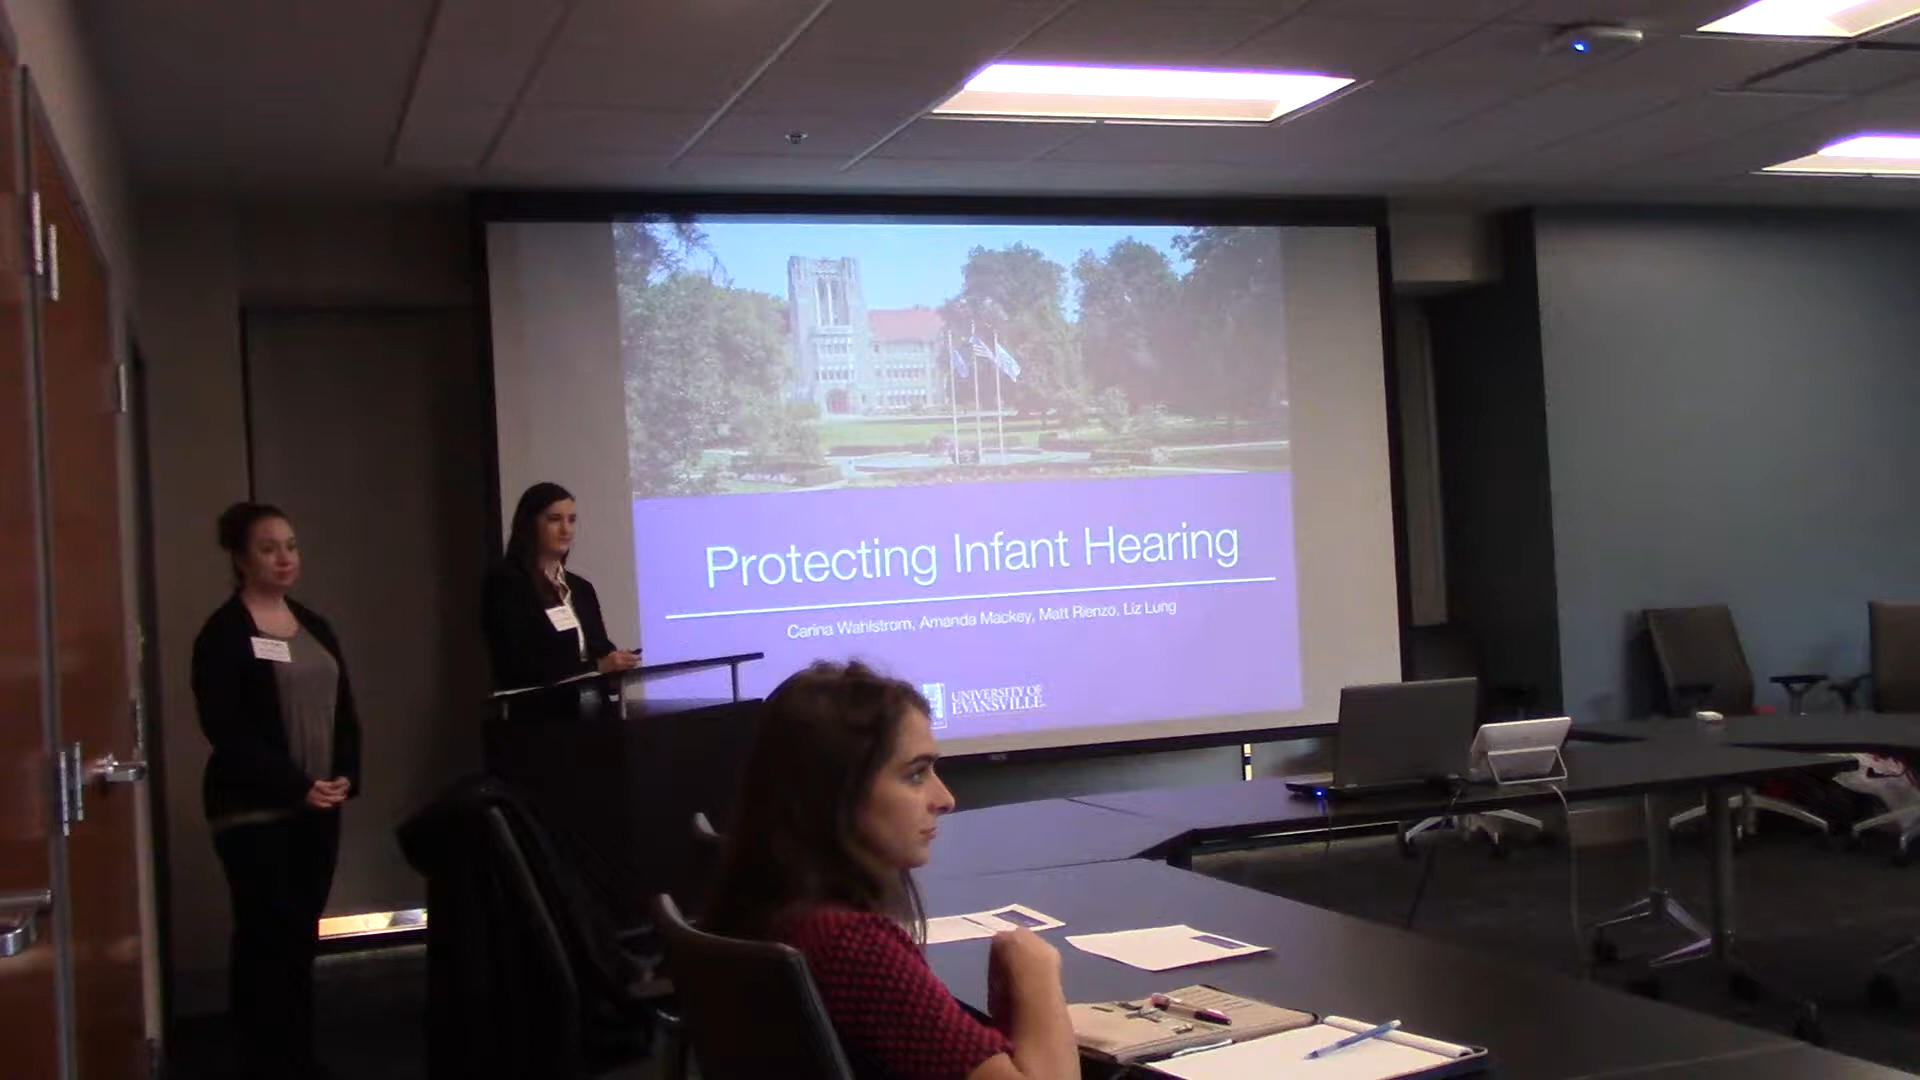 Protecting Infant Hearing
Carina Wahlstrom, Amanda Mackey, Matt Rienzo, Liz Lung
UNIVERSITY OF
EVANSVILLE